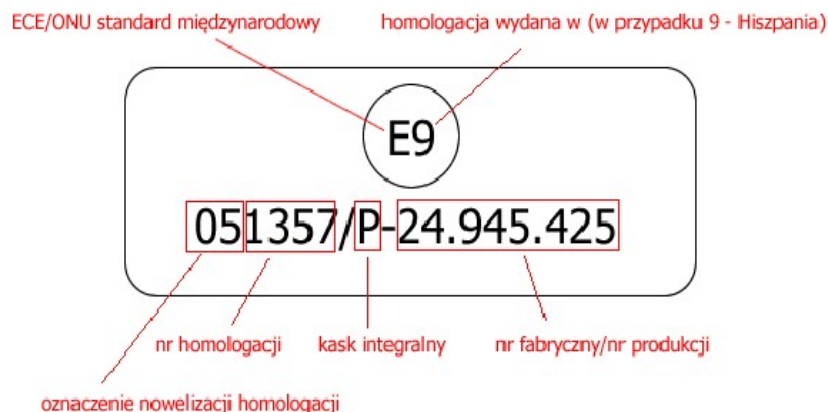 ECE/ONU standard międzynarodowy
homologacja wydana w (w przypadku 9 - Hiszpania)
E9
051357/P-24.945.425
nr homologacji
kask integralny
nr fabryczny/nr produkcji
oznaczenie nowelizacji homologacji